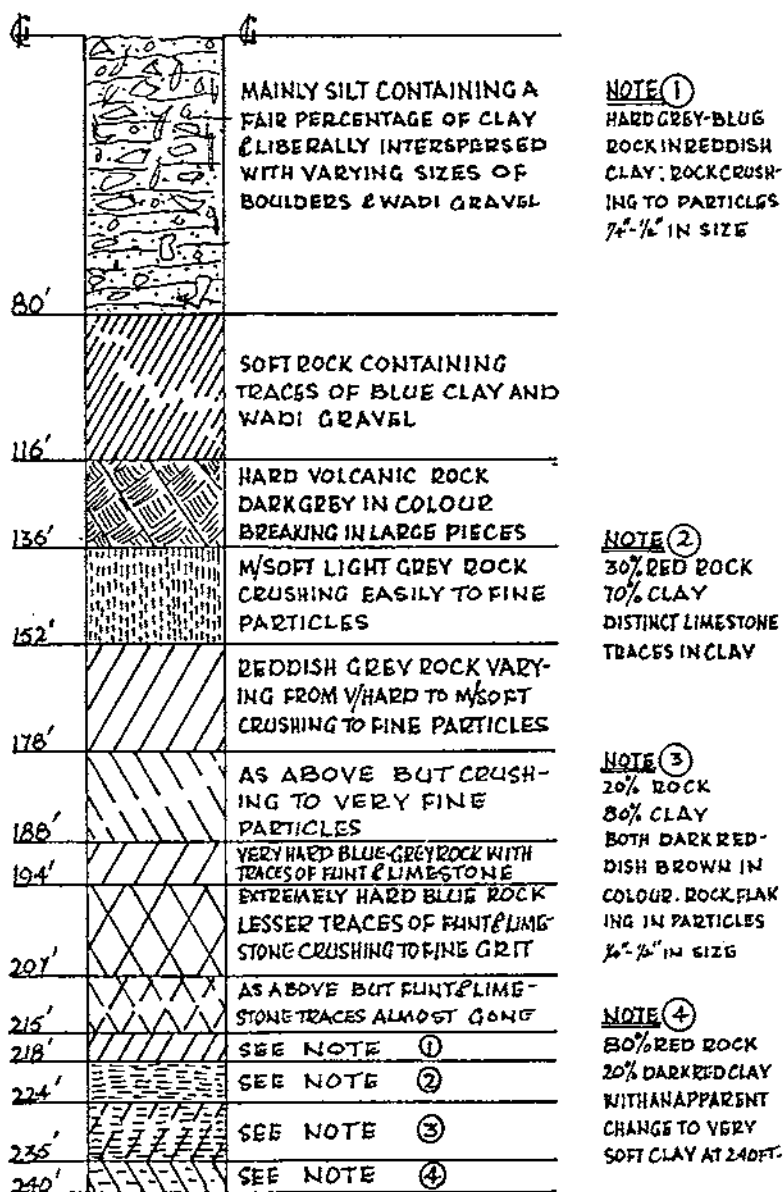 ℄ ℄
MAINLY SILT CONTAINING A
FAIR PERCENTAGE OF CLAY
& LIBERALLY INTERSPERSED
WITH VARYING SIZES OF
BOULDERS & WADI GRAVEL
80'
SOFT ROCK CONTAINING
TRACES OF BLUE CLAY AND
WADI GRAVEL
116'
HARD VOLCANIC ROCK
DARK GREY IN COLOUR
BREAKING IN LARGE PIECES
136'
M/SOFT LIGHT GREY ROCK
CRUSHING EASILY TO FINE
PARTICLES
152'
REDDISH GREY ROCK VARY-
ING FROM V/HARD TO M/SOFT
CRUSHING TO FINE PARTICLES
178'
AS ABOVE BUT CRUSH-
ING TO VERY FINE
PARTICLES
188'
VERY HARD BLUE-GREY ROCK WITH
TRACES OF FLINT & LIMESTONE
194'
EXTREMELY HARD BLUE ROCK
LESSER TRACES OF FLINT & LIME-
STONE CRUSHING TO FINE GRIT
207'
AS ABOVE BUT FLINT & LIME-
STONE TRACES ALMOST GONE
215'
SEE NOTE ①
218'
SEE NOTE ②
224'
SEE NOTE ③
235'
SEE NOTE ④
240'
NOTE ①
HARD GREY-BLUE
ROCK IN REDDISH
CLAY; ROCK CRUSH-
ING TO PARTICLES
IN SIZE
NOTE ②
30% RED ROCK
70% CLAY
DISTINCT LIMESTONE
TRACES IN CLAY
NOTE ③
20% ROCK
80% CLAY
BOTH DARK RED-
DISH BROWN IN
COLOUR. ROCK FLAK
ING IN PARTICLES
IN SIZE
NOTE ④
80% RED ROCK
20% DARK RED CLAY
WITH AN APPARENT
CHANGE TO VERY
SOFT CLAY AT 240FT.